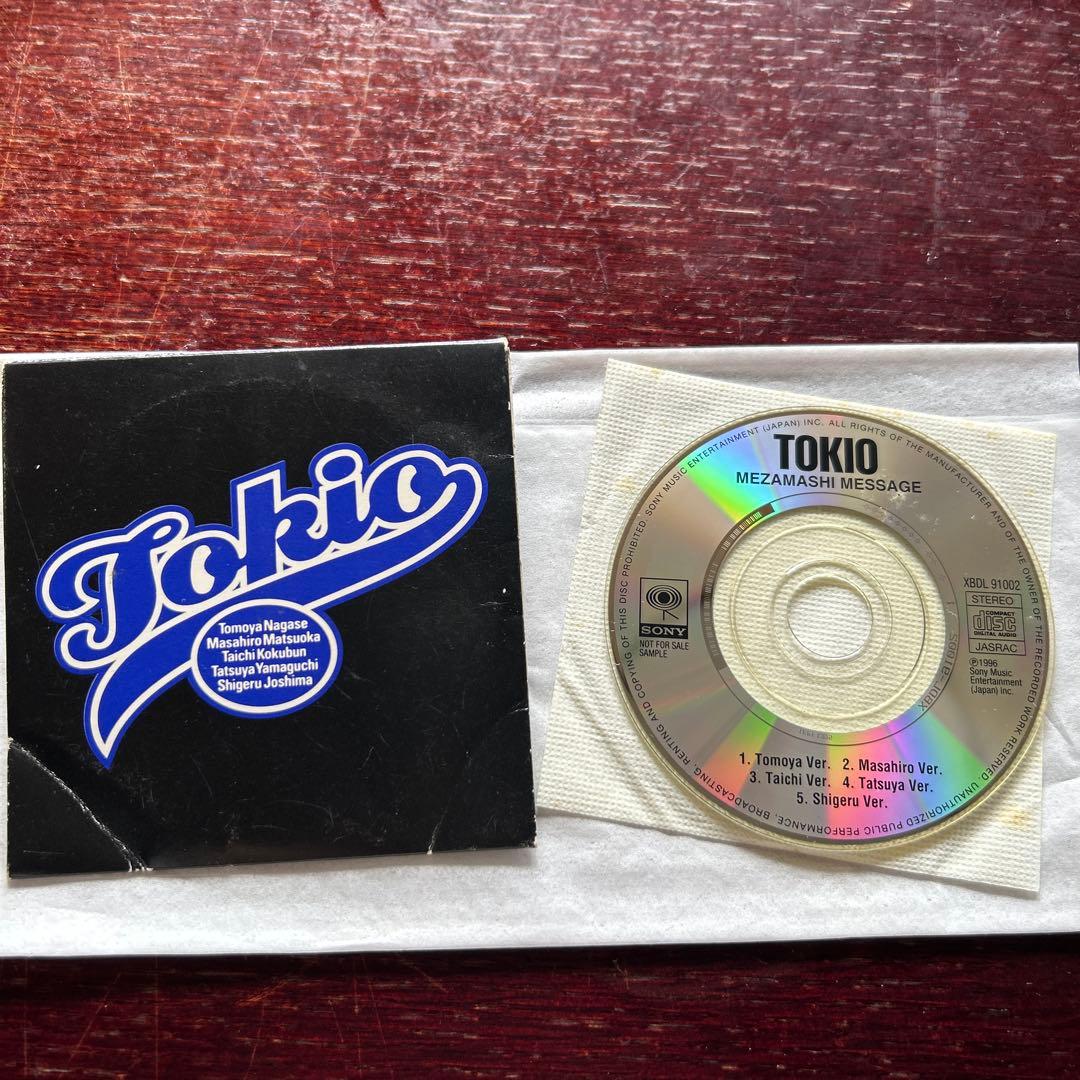 Tokio
Tomoya Nagase
Masahiro Matsuoka
Taichi Kokubun
Tatsuya Yamaguchi
Shigeru Joshima
SONY MUSIC ENTERTAINMENT (JAPAN) INC. ALL RIGHTS OF THE MANUFACTURER AND OF THE OWNER OF THE RECORDED WORK RESERVED. UNAUTHORIZED PUBLIC PERFORMANCE, BROADCASTING, RENTING AND COPYING OF THIS DISC PROHIBITED.
TOKIO
MEZAMASHI MESSAGE
SONY
NOT FOR SALE
SAMPLE
XBDL 91002
STEREO
COMPACT
disc
DIGITAL AUDIO
JASRAC
℗1996
Sony Music
Entertainment
(Japan) Inc.
1. Tomoya Ver. 2. Masahiro Ver.
3. Taichi Ver. 4. Tatsuya Ver.
5. Shigeru Ver.